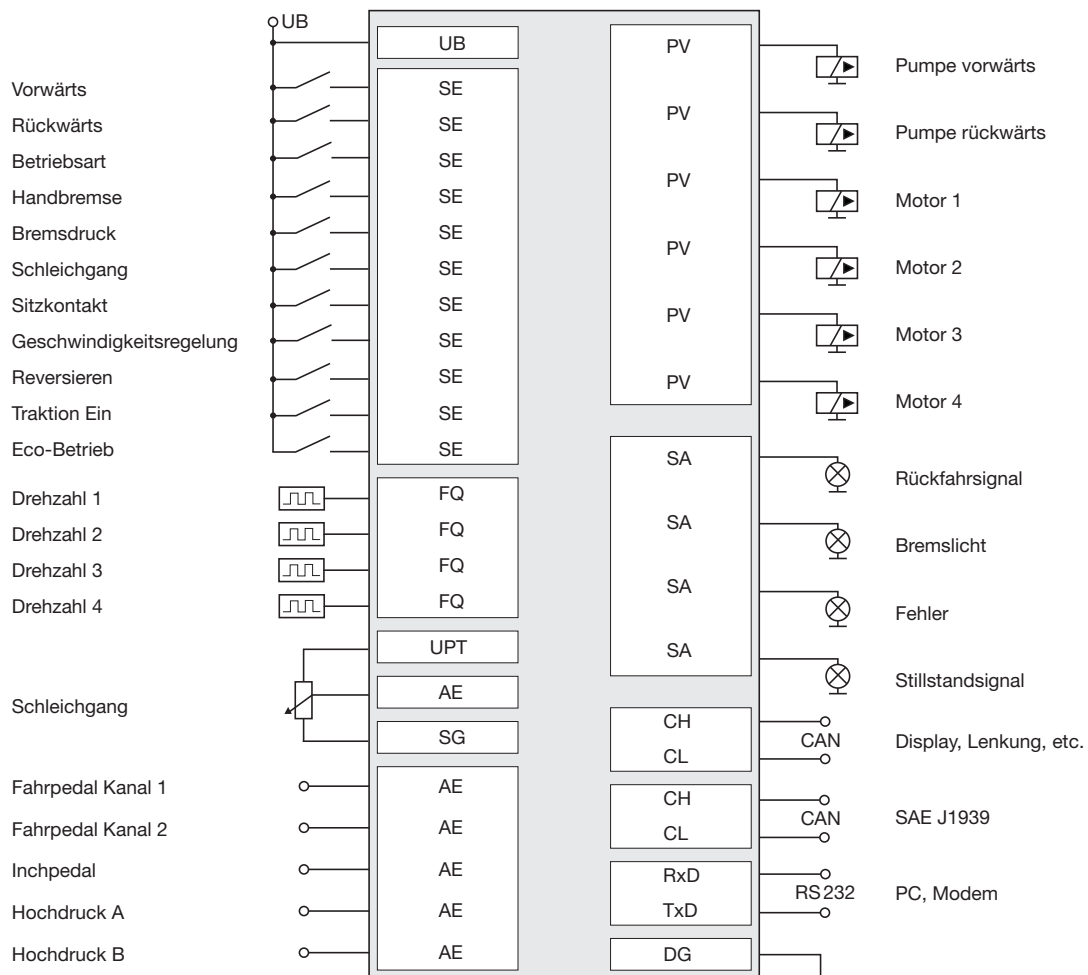 UB
UB
PV
Pumpe vorwärts
Vorwärts
SE
Rückwärts
SE
PV
Pumpe rückwärts
Betriebsart
SE
Handbremse
SE
PV
Motor 1
Bremsdruck
SE
PV
Motor 2
Schleichgang
SE
Sitzkontakt
SE
PV
Motor 3
Geschwindigkeitsregelung
SE
Reversieren
SE
PV
Motor 4
Traktion Ein
SE
Eco-Betrieb
SE
SA
Rückfahrsignal
Drehzahl 1
FQ
Drehzahl 2
FQ
SA
Bremslicht
Drehzahl 3
FQ
Drehzahl 4
FQ
SA
Fehler
UPT
SA
Stillstandsignal
Schleichgang
AE
SG
CH
CL
CAN
Display, Lenkung, etc.
Fahrpedal Kanal 1
AE
CH
CL
CAN
SAE J1939
Fahrpedal Kanal 2
AE
Inchpedal
AE
RxD
TxD
RS 232
PC, Modem
Hochdruck A
AE
Hochdruck B
AE
DG